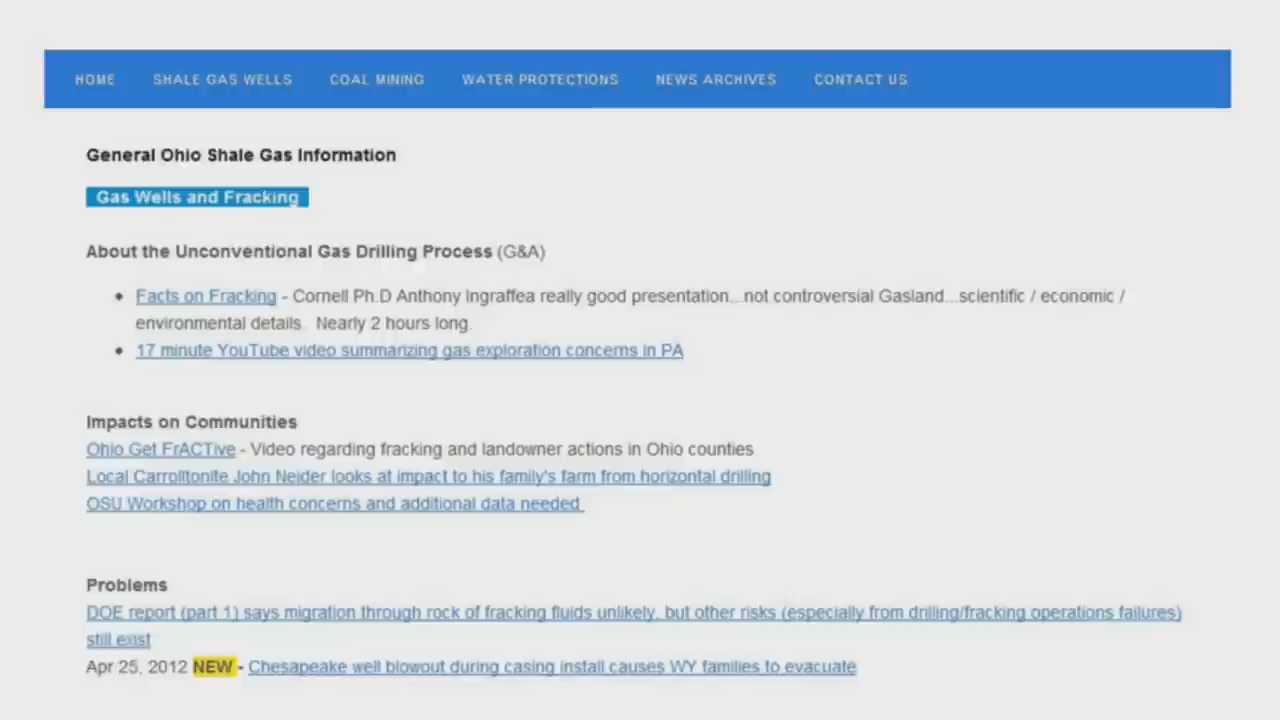 HOME SHALE GAS WELLS COAL MINING WATER PROTECTIONS NEWS ARCHIVES CONTACT US
General Ohio Shale Gas Information
Gas Wells and Fracking
About the Unconventional Gas Drilling Process (G&A)
Facts on Fracking - Cornell Ph.D Anthony Ingraffea really good presentation...not controversial Gasland...scientific / economic /
environmental details. Nearly 2 hours long.
17 minute YouTube video summarizing gas exploration concerns in PA
Impacts on Communities
Ohio Get FrACTive - Video regarding fracking and landowner actions in Ohio counties
Local Carrolltonite John Neider looks at impact to his family's farm from horizontal drilling
OSU Workshop on health concerns and additional data needed
Problems
DOE report (part 1) says migration through rock of fracking fluids unlikely, but other risks (especially from drilling/fracking operations failures)
still exist
Apr 25, 2012 NEW - Chesapeake well blowout during casing install causes WY families to evacuate